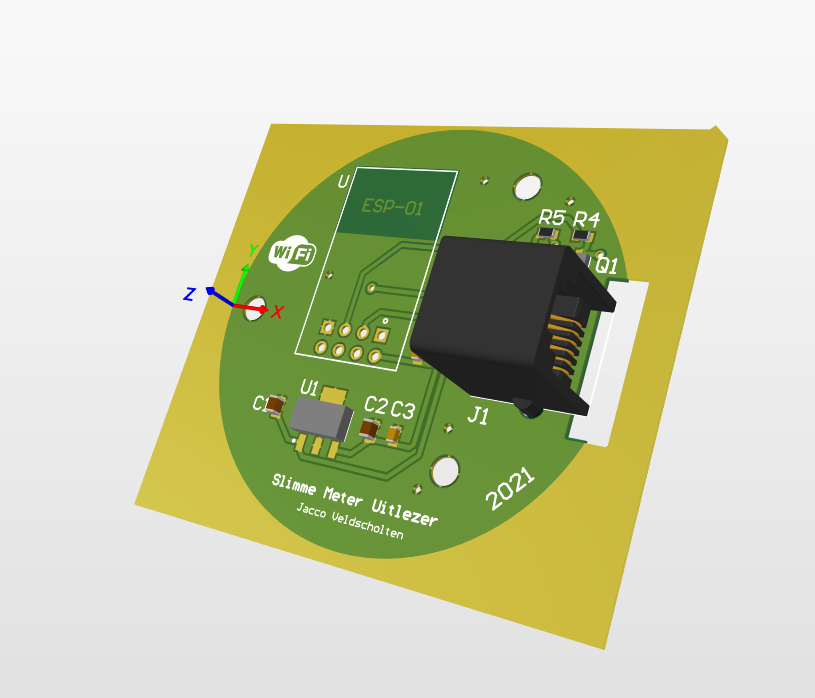 U
ESP-01
R5 R4
Q1
WiFi
Y
Z
X
U1
C1
C2 C3
J1
2021
Slimme Meter Uitlezer
Jacco Veldscholten